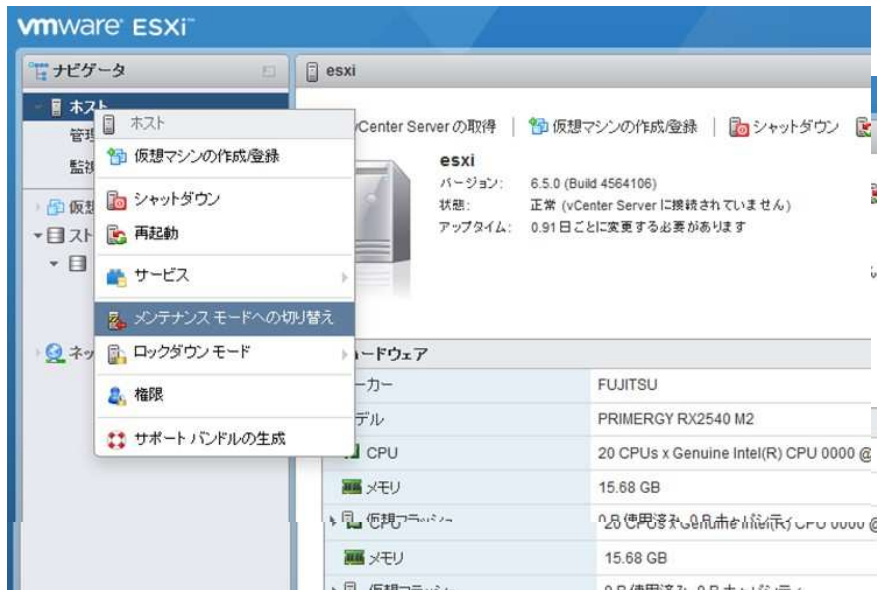 vmware ESXi™
ナビゲータ
esxi
ホスト
管理
監視
仮想
スト
ネッ
ホスト
仮想マシンの作成/登録
シャットダウン
再起動
サービス
メンテナンス モードへの切り替え
ロックダウン モード
権限
サポート バンドルの生成
Center Server の取得
仮想マシンの作成/登録
シャットダウン
esxi
バージョン: 6.5.0 (Build 4564106)
状態: 正常 (vCenter Server に接続されていません)
アップタイム: 0.91 日ごとに変更する必要があります
ードウェア
ーカー FUJITSU
デル PRIMERGY RX2540 M2
CPU 20 CPUs x Genuine Intel(R) CPU 0000 @
メモリ 15.68 GB
メモリ 15.68 GB